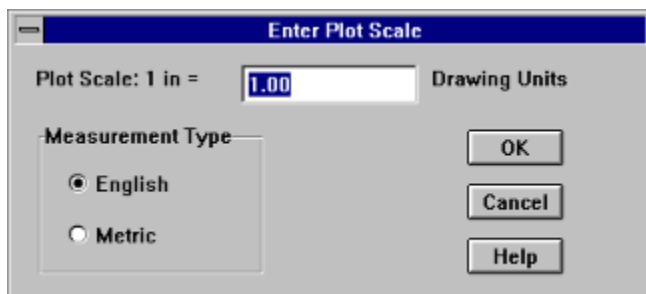 Enter Plot Scale
Plot Scale: 1 in = 1.00 Drawing Units
Measurement Type
English
Metric
OK
Cancel
Help